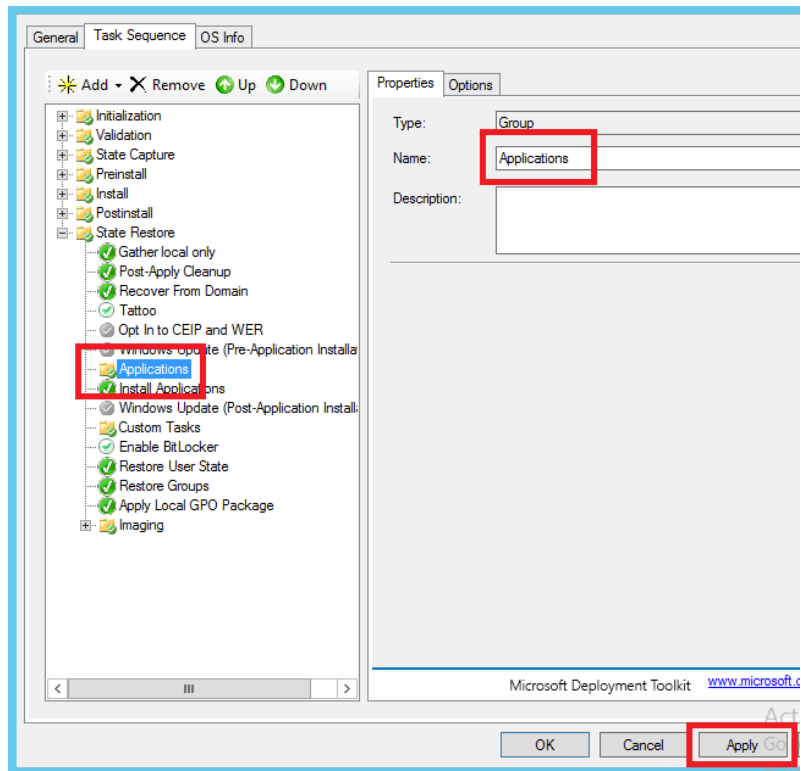 General Task Sequence OS Info
Add Remove Up Down
Properties Options
Initialization
Validation
State Capture
Preinstall
Install
Postinstall
State Restore
Gather local only
Post-Apply Cleanup
Recover From Domain
Tattoo
Opt In to CEIP and WER
Windows Update (Pre-Application Installa
Applications
Install Applications
Windows Update (Post-Application Install
Custom Tasks
Enable BitLocker
Restore User State
Restore Groups
Apply Local GPO Package
Imaging
Type: Group
Name: Applications
Description:
Microsoft Deployment Toolkit www.microsoft.c
Act
OK Cancel Apply Go